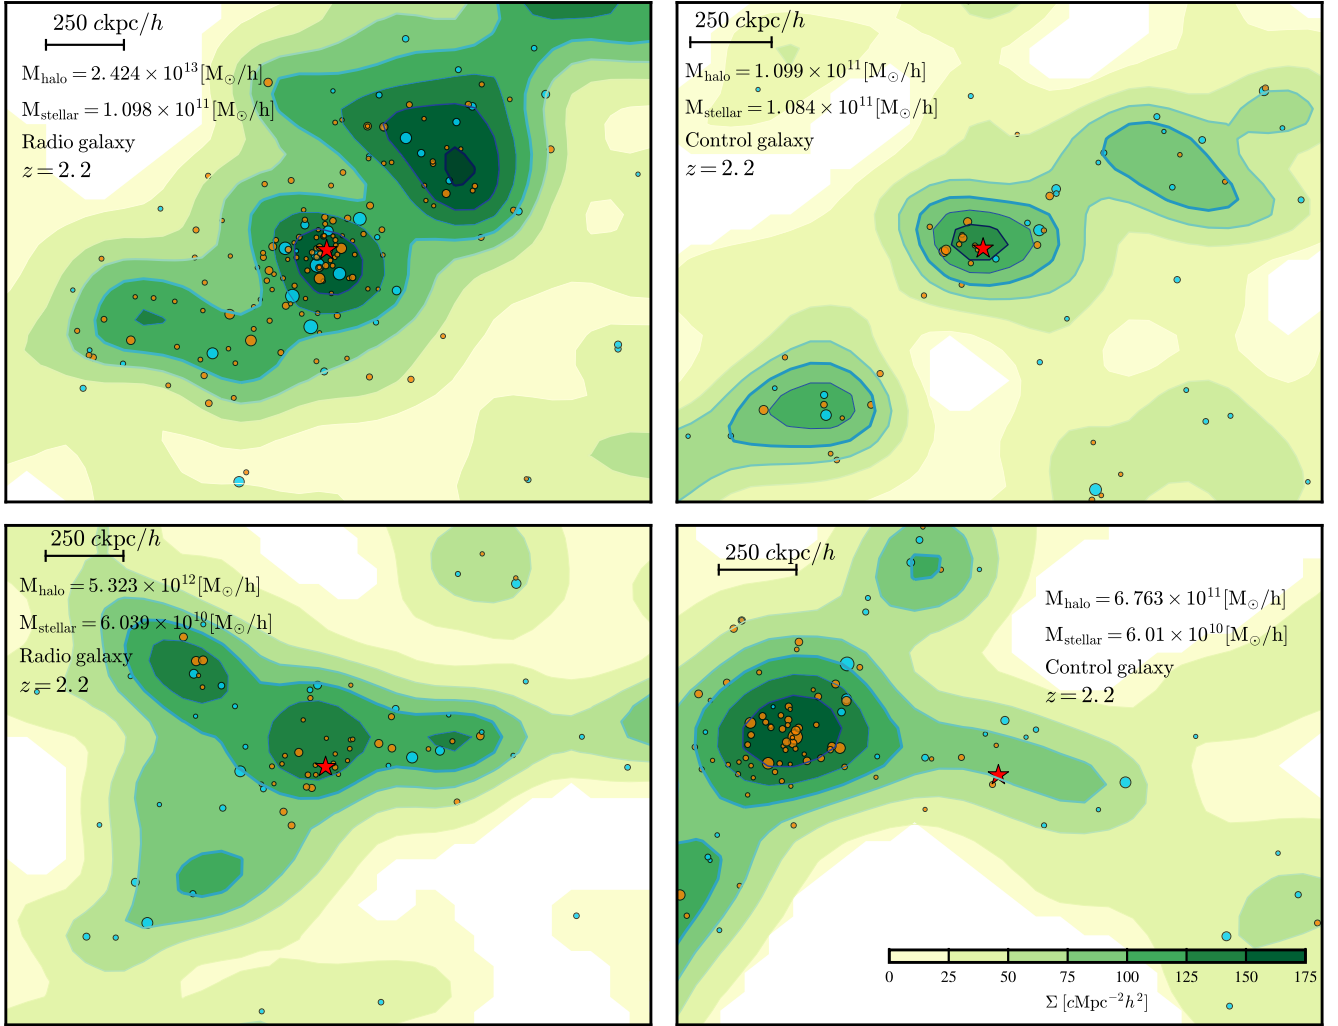 250 ckpc/h
M_halo = 2.424 × 10^13 [M_⊙/h]
M_stellar = 1.098 × 10^11 [M_⊙/h]
Radio galaxy
z = 2.2
250 ckpc/h
M_halo = 1.099 × 10^11 [M_⊙/h]
M_stellar = 1.084 × 10^11 [M_⊙/h]
Control galaxy
z = 2.2
250 ckpc/h
M_halo = 5.323 × 10^12 [M_⊙/h]
M_stellar = 6.039 × 10^10 [M_⊙/h]
Radio galaxy
z = 2.2
250 ckpc/h
M_halo = 6.763 × 10^11 [M_⊙/h]
M_stellar = 6.01 × 10^10 [M_⊙/h]
Control galaxy
z = 2.2
0 25 50 75 100 125 150 175
Σ [cMpc^−2 h^2]